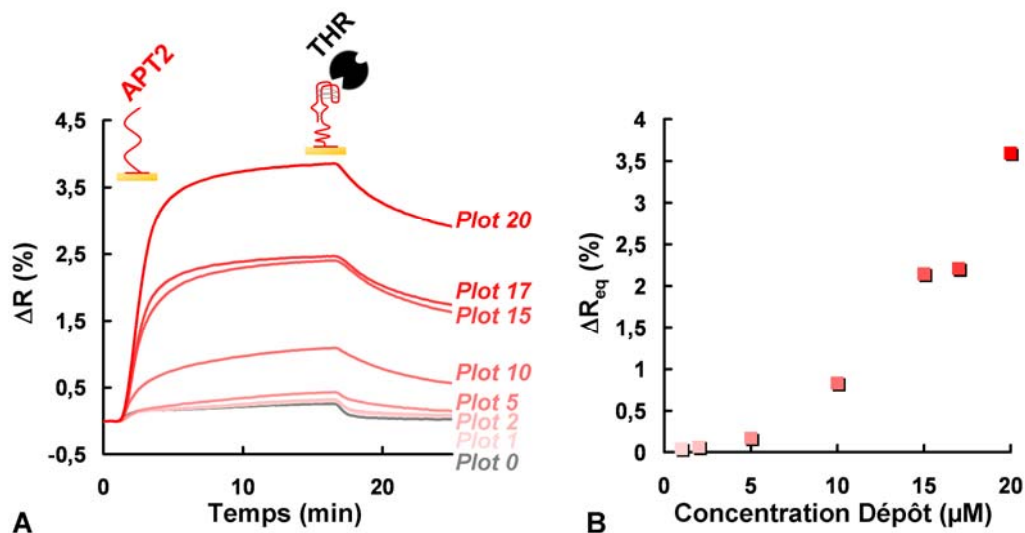 APT2
THR
4,5
3,5
2,5
1,5
0,5
-0,5
ΔR (%)
0
10
20
Temps (min)
Plot 20
Plot 17
Plot 15
Plot 10
Plot 5
Plot 2
Plot 1
Plot 0
A
4
3,5
3
2,5
2
1,5
1
0,5
0
ΔReq (%)
0
5
10
15
20
Concentration Dépôt (µM)
B